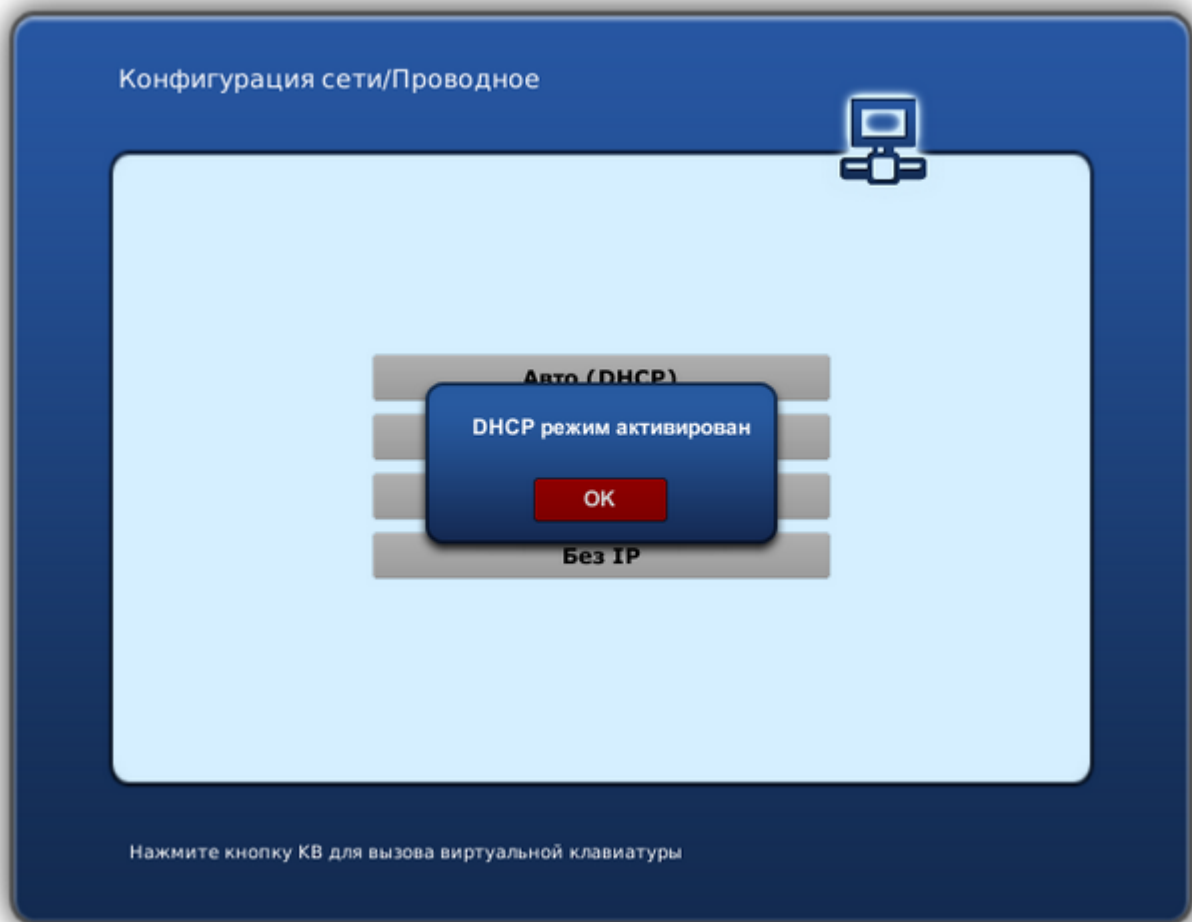 Конфигурация сети/Проводное
Авто (DHCP)
DHCP режим активирован
OK
Без IP
Нажмите кнопку КВ для вызова виртуальной клавиатуры